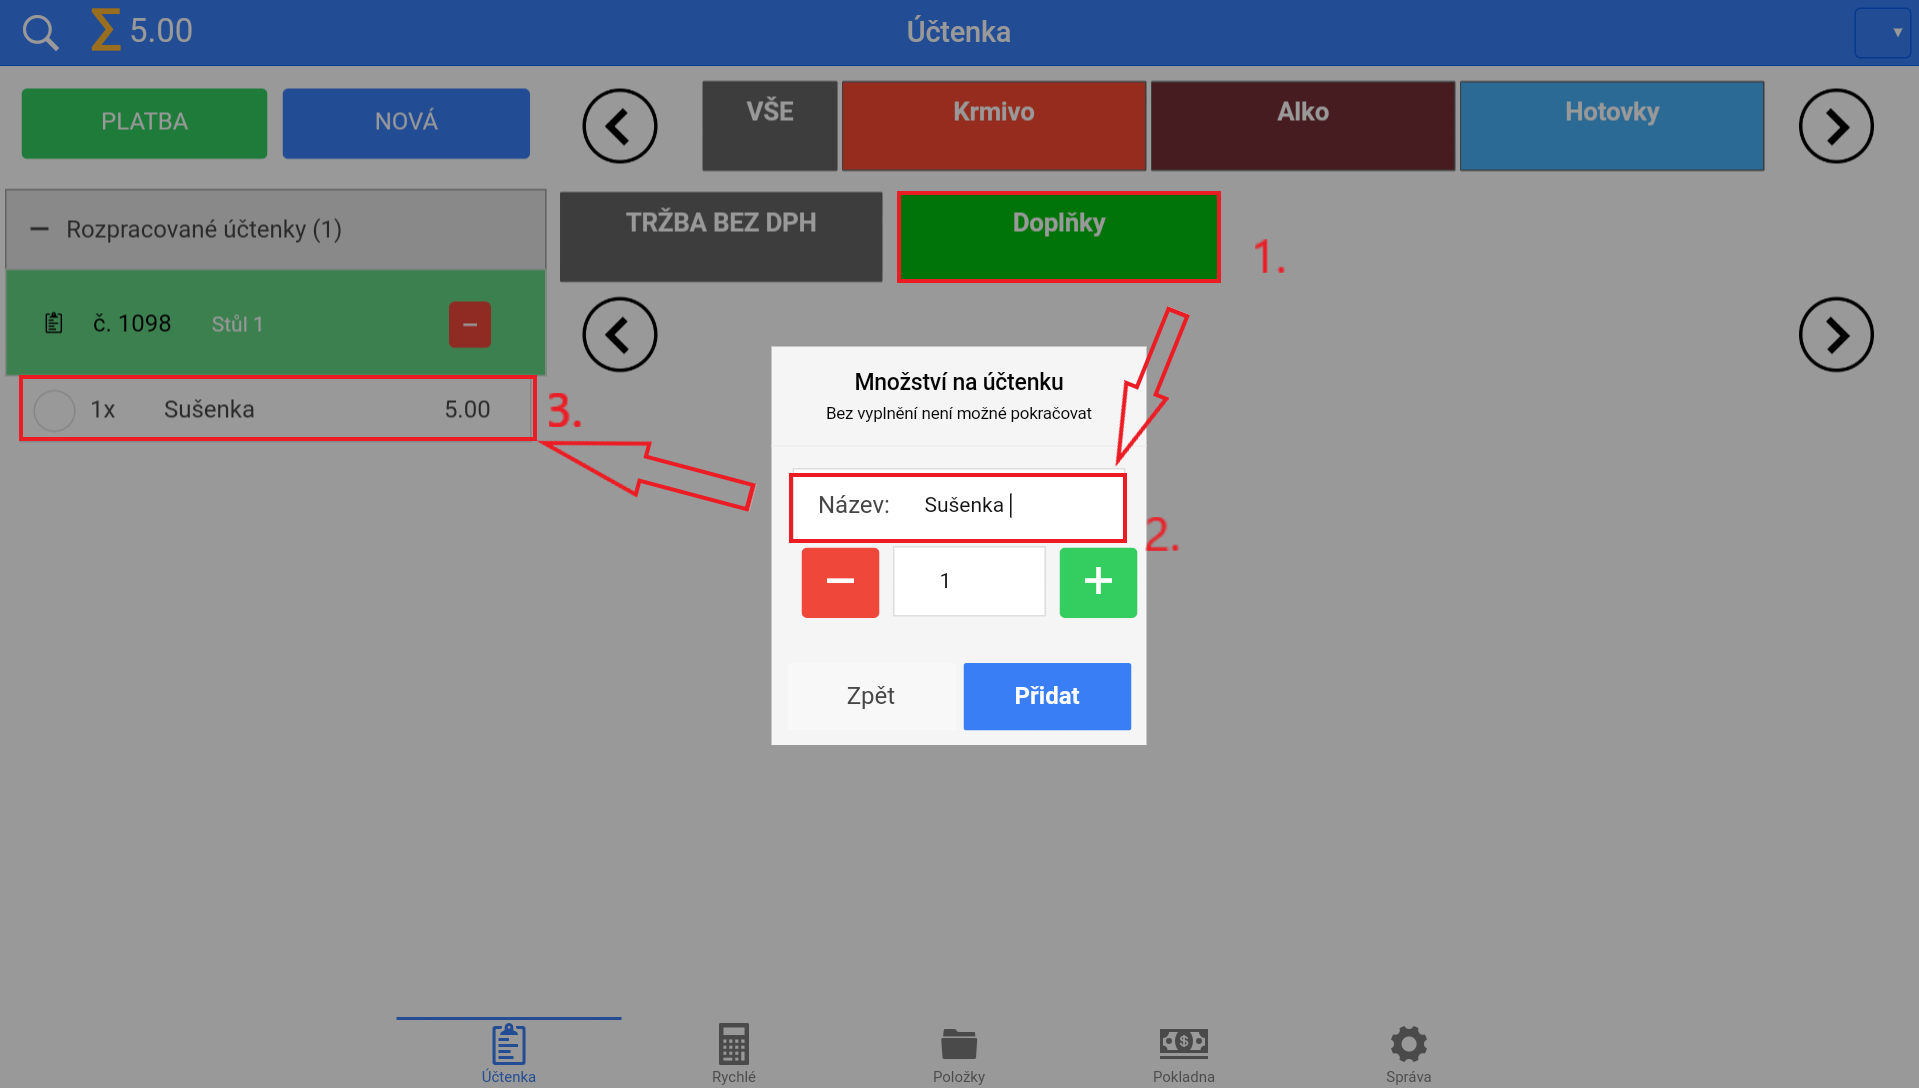 5.00
Účtenka
PLATBA
NOVÁ
VŠE
Krmivo
Alko
Hotovky
Rozpracované účtenky (1)
TRŽBA BEZ DPH
Doplňky
1.
č. 1098 Stůl 1
1x Sušenka 5.00
3.
Množství na účtenku
Bez vyplnění není možné pokračovat
Název: Sušenka
2.
1
Zpět
Přidat
Účtenka
Rychlé
Položky
Pokladna
Správa